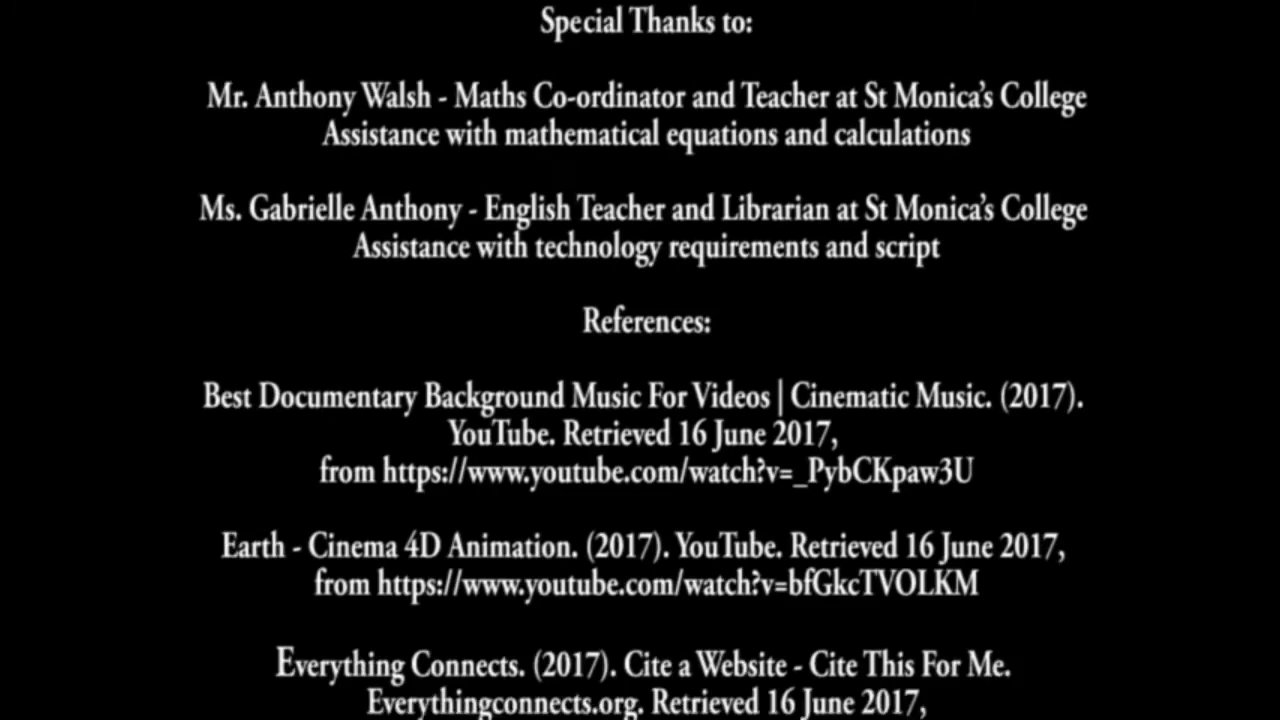 Special Thanks to:
Mr. Anthony Walsh - Maths Co-ordinator and Teacher at St Monica's College
Assistance with mathematical equations and calculations
Ms. Gabrielle Anthony - English Teacher and Librarian at St Monica's College
Assistance with technology requirements and script
References:
Best Documentary Background Music For Videos | Cinematic Music. (2017).
YouTube. Retrieved 16 June 2017,
from https://www.youtube.com/watch?v=_PybCKpaw3U
Earth - Cinema 4D Animation. (2017). YouTube. Retrieved 16 June 2017,
from https://www.youtube.com/watch?v=bfGkcTVOLKM
Everything Connects. (2017). Cite a Website - Cite This For Me.
Everythingconnects.org. Retrieved 16 June 2017,